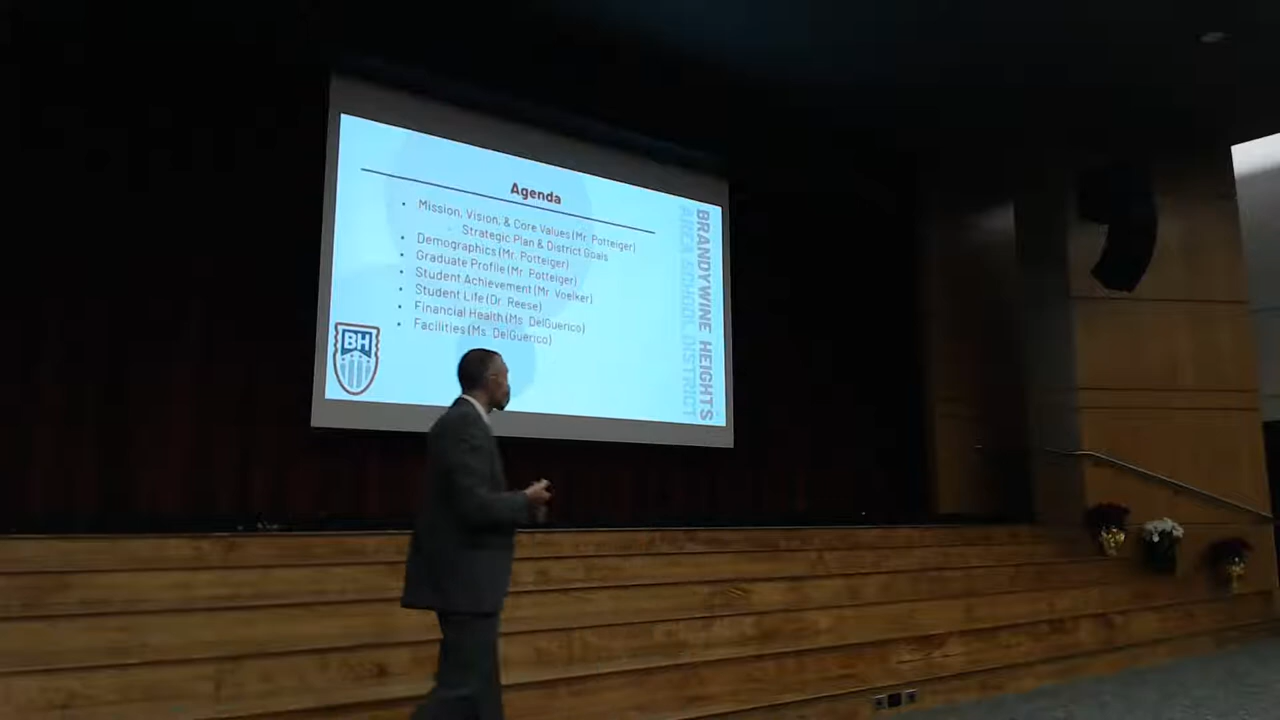 Agenda
• Mission, Vision, & Core Values (Mr. Potteiger)
Strategic Plan & District Goals
• Demographics (Mr. Potteiger)
• Graduate Profile (Mr. Potteiger)
• Student Achievement (Mr. Voelker)
• Student Life (Dr. Reese)
• Financial Health (Ms. DelGuerico)
• Facilities (Ms. DelGuerico)
BH
BRANDYWINE HEIGHTS
AREA SCHOOL DISTRICT